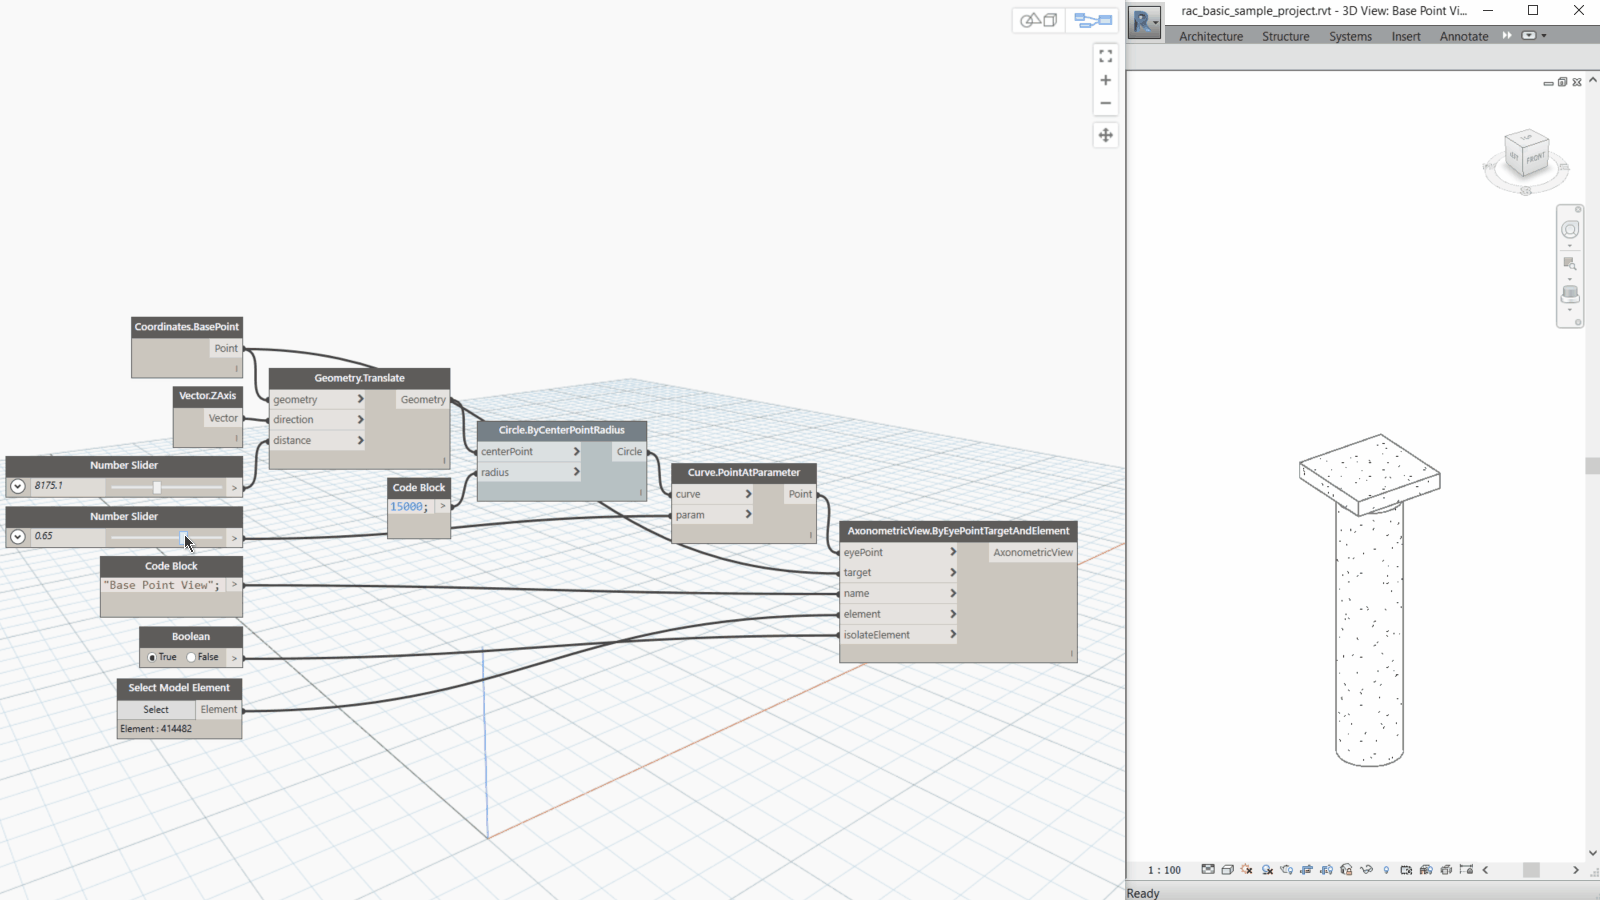 rac_basic_sample_project.rvt - 3D View: Base Point Vi...
R
Architecture Structure Systems Insert Annotate
TOP
FRONT
Coordinates.BasePoint
Point >
Vector.ZAxis
Vector
Geometry.Translate
geometry > Geometry
direction >
distance >
Number Slider
8175.1 >
Number Slider
0.65 >
Code Block
15000; >
Circle.ByCenterPointRadius
centerPoint > Circle
radius >
Curve.PointAtParameter
curve > Point
param >
AxonometricView.ByEyePointTargetAndElement
eyePoint > AxonometricView
target >
name >
element >
isolateElement >
Code Block
"Base Point View"; >
Boolean
True False >
Select Model Element
Select Element
Element : 414482
1 : 100
Ready